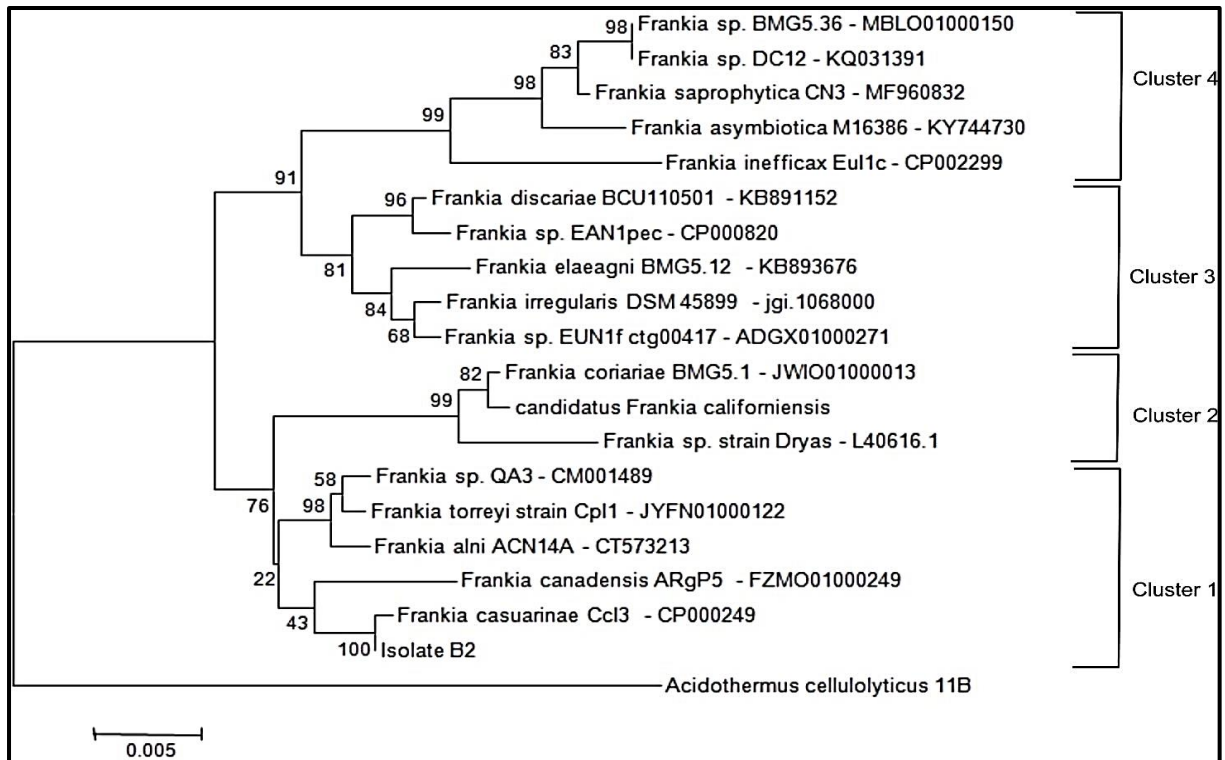 98 Frankia sp. BMG5.36 - MBLO01000150
Frankia sp. DC12 - KQ031391
83
Frankia saprophytica CN3 - MF960832
98
Frankia asymbiotica M16386 - KY744730
99
Frankia inefficax EuI1c - CP002299
Cluster 4
91
96 Frankia discariae BCU110501 - KB891152
Frankia sp. EAN1pec - CP000820
81
Frankia elaeagni BMG5.12 - KB893676
84
Frankia irregularis DSM 45899 - jgi.1068000
68 Frankia sp. EUN1f ctg00417 - ADGX01000271
Cluster 3
82 Frankia coriariae BMG5.1 - JWIO01000013
99
candidatus Frankia californiensis
Frankia sp. strain Dryas - L40616.1
Cluster 2
76
58 Frankia sp. QA3 - CM001489
98
Frankia torreyi strain CpI1 - JYFN01000122
Frankia alni ACN14A - CT573213
22
Frankia canadensis ARgP5 - FZMO01000249
43
Frankia casuarinae CcI3 - CP000249
100 Isolate B2
Cluster 1
Acidothermus cellulolyticus 11B
0.005